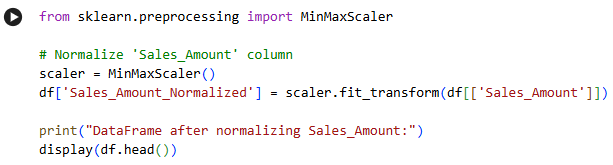 from sklearn.preprocessing import MinMaxScaler
# Normalize 'Sales_Amount' column
scaler = MinMaxScaler()
df['Sales_Amount_Normalized'] = scaler.fit_transform(df[['Sales_Amount']])
print("DataFrame after normalizing Sales_Amount:")
display(df.head())